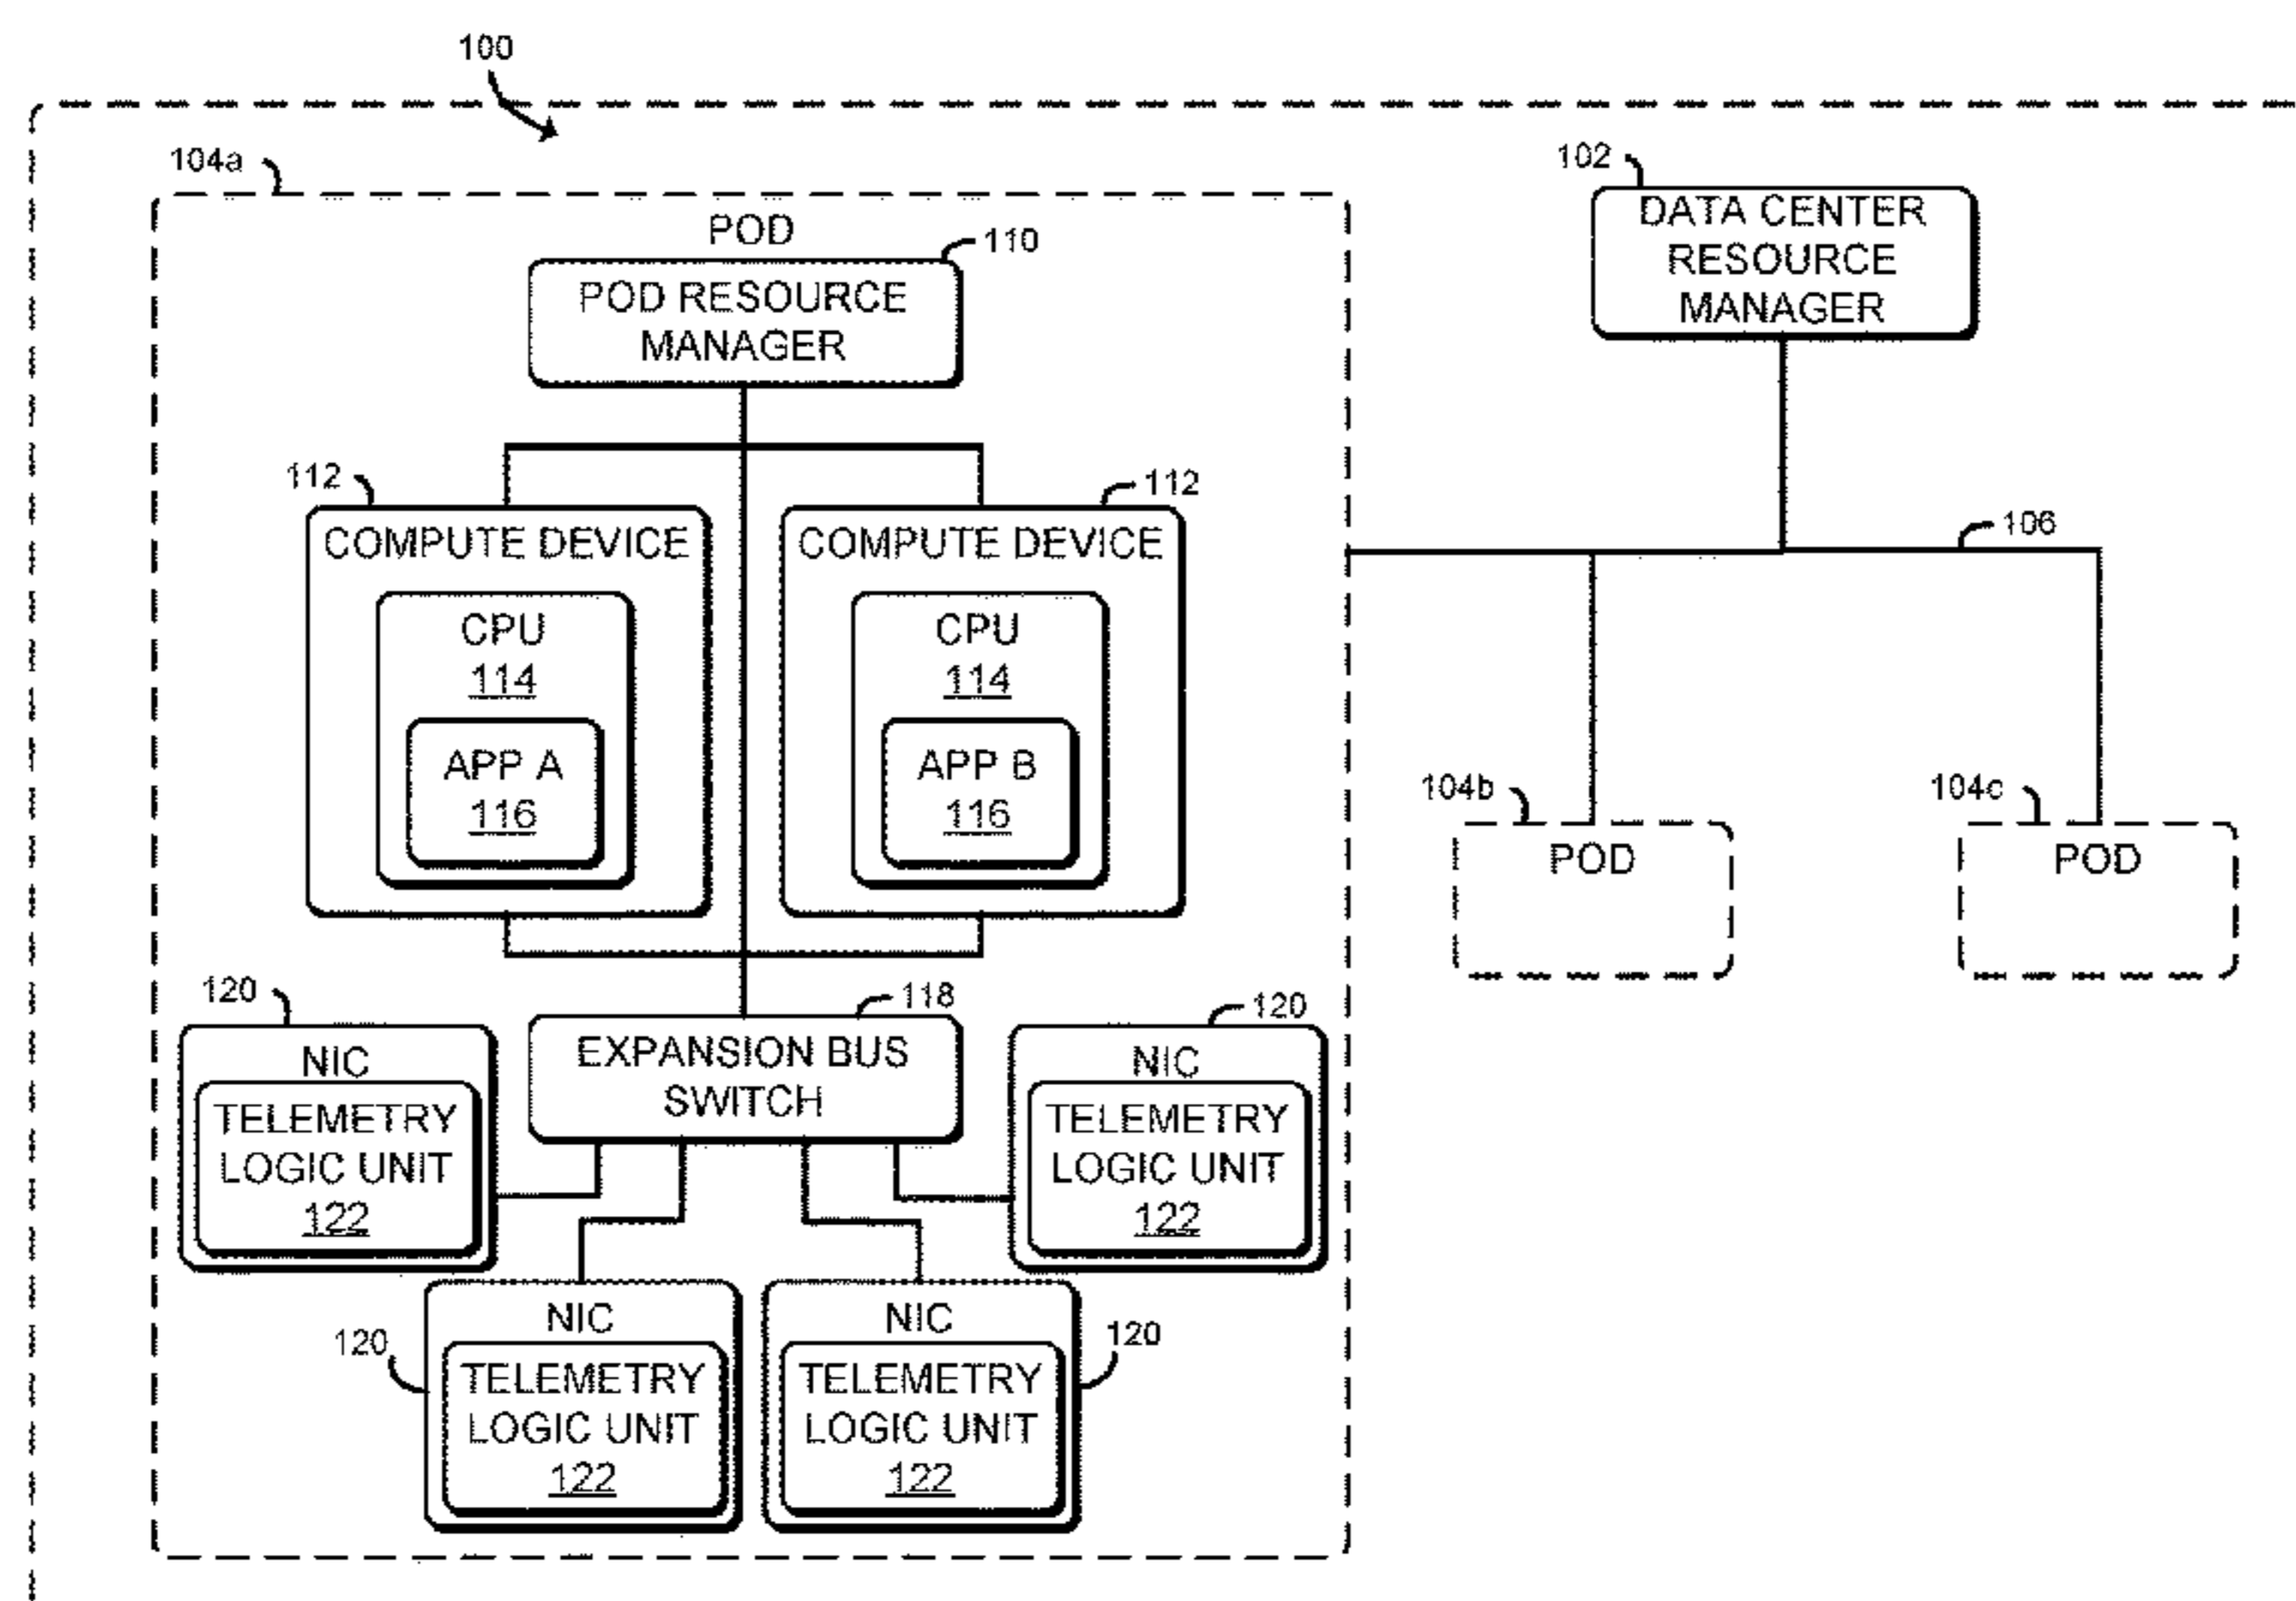 100
104a
102
DATA CENTER
RESOURCE
MANAGER
POD
110
POD RESOURCE
MANAGER
112
COMPUTE DEVICE
CPU
114
APP A
116
112
COMPUTE DEVICE
CPU
114
APP B
116
106
104b
POD
104c
POD
118
EXPANSION BUS
SWITCH
120
NIC
TELEMETRY
LOGIC UNIT
122
120
NIC
TELEMETRY
LOGIC UNIT
122
120
NIC
TELEMETRY
LOGIC UNIT
122
120
NIC
TELEMETRY
LOGIC UNIT
122